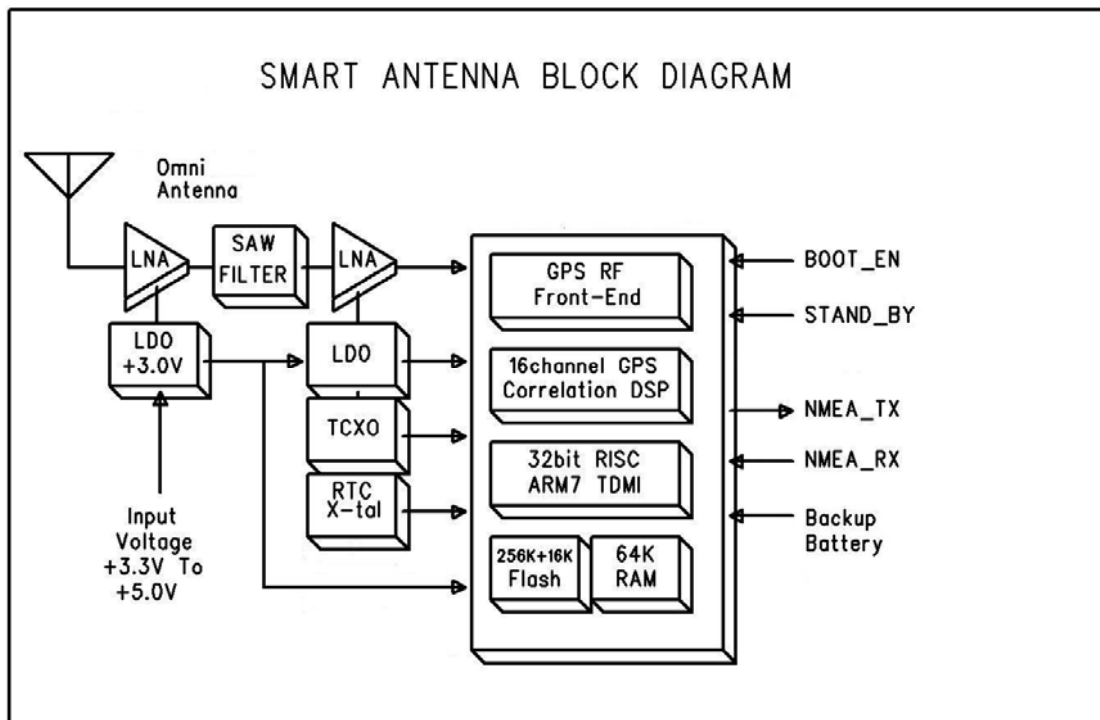 SMART ANTENNA BLOCK DIAGRAM
Omni
Antenna
LNA
SAW
FILTER
LNA
LDO
+3.0V
LDO
TCXO
RTC
X-tal
Input
Voltage
+3.3V To
+5.0V
GPS RF
Front-End
16channel GPS
Correlation DSP
32bit RISC
ARM7 TDMI
256K+16K
Flash
64K
RAM
BOOT_EN
STAND_BY
NMEA_TX
NMEA_RX
Backup
Battery